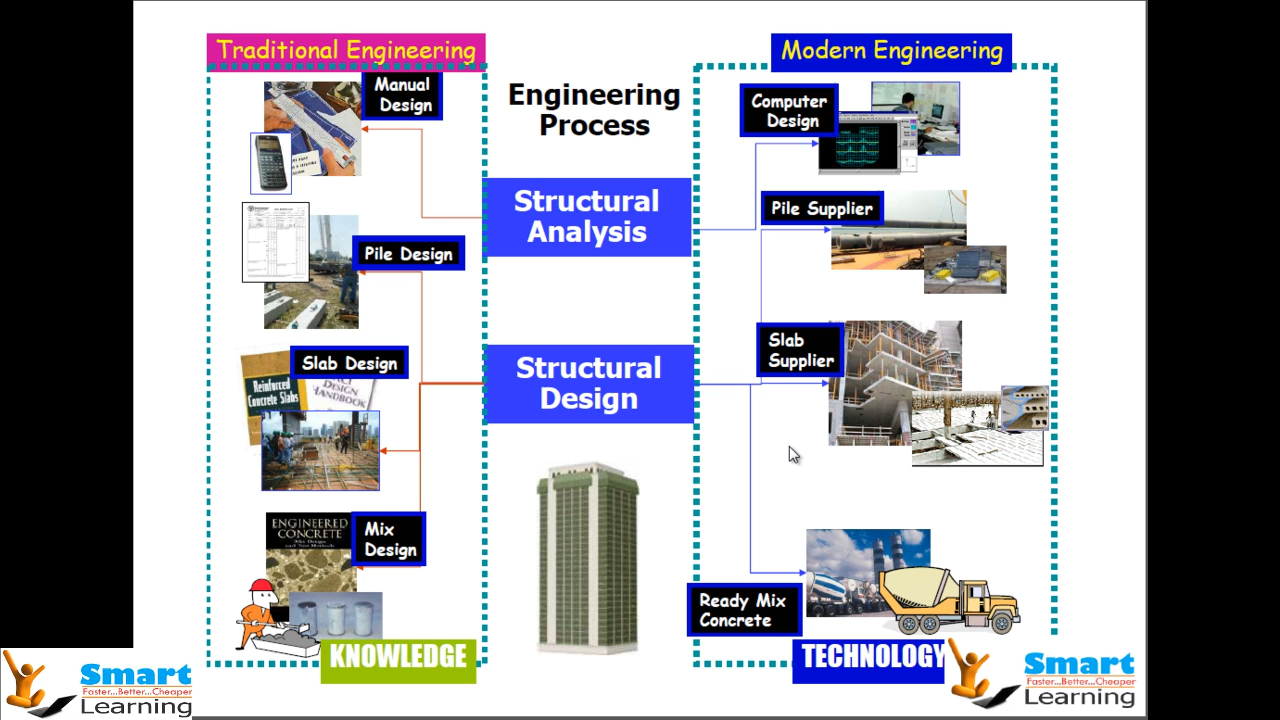 Traditional Engineering
Manual
Design
Pile Design
Slab Design
Reinforced
Concrete Slabs
DESIGN
HANDBOOK
ENGINEERED
CONCRETE
Mix
Design
KNOWLEDGE
Engineering
Process
Structural
Analysis
Structural
Design
Modern Engineering
Computer
Design
Pile Supplier
Slab
Supplier
Ready Mix
Concrete
TECHNOLOGY
Smart
Faster...Better...Cheaper
Learning
Smart
Faster...Better...Cheaper
Learning